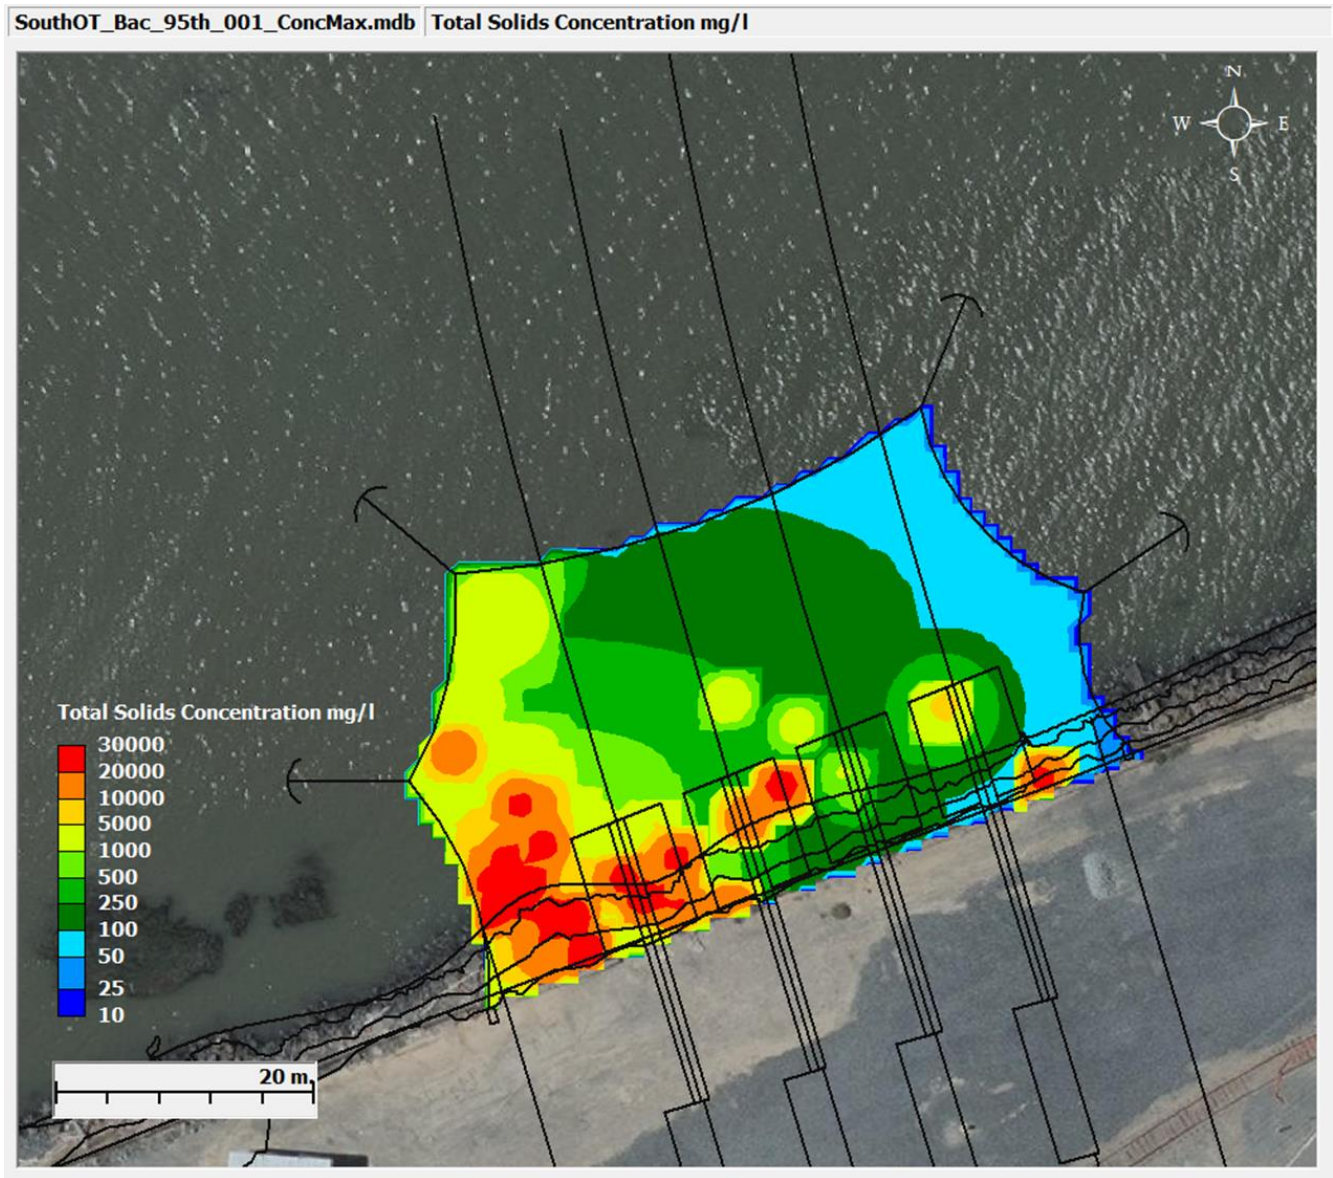 SouthOT_Bac_95th_001_ConcMax.mdb Total Solids Concentration mg/l
N
W E
S
Total Solids Concentration mg/l
30000
20000
10000
5000
1000
500
250
100
50
25
10
20 m.